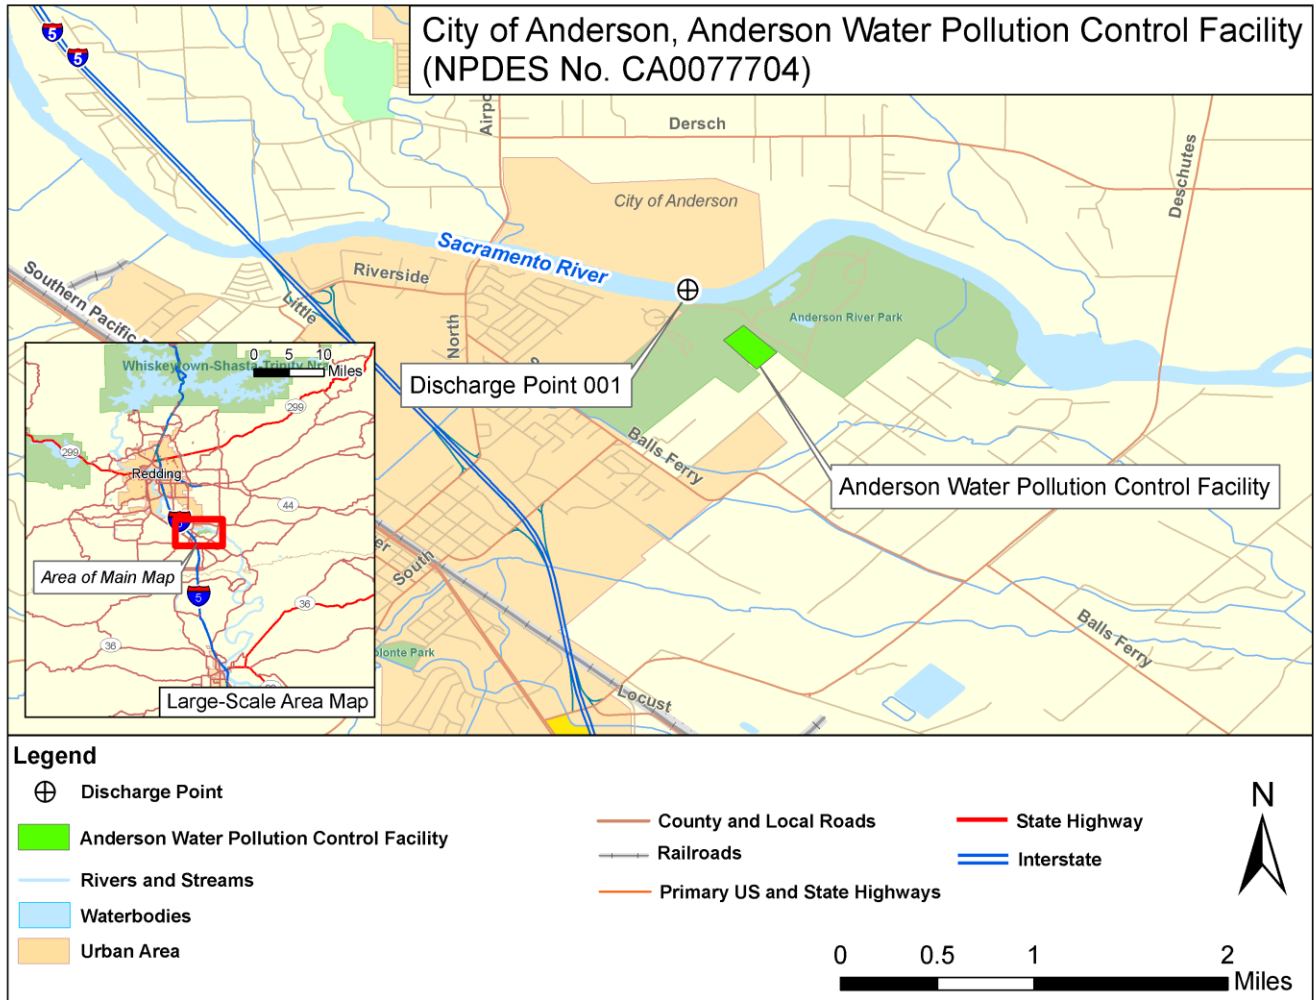 City of Anderson, Anderson Water Pollution Control Facility
(NPDES No. CA0077704)
5
5
Dersch
Deschutes
City of Anderson
Sacramento River
Riverside
Little
North
Southern Pacific
Anderson River Park
Discharge Point 001
Balls Ferry
Anderson Water Pollution Control Facility
South
Balls Ferry
Locust
0 5 10
Miles
Whiskeytown-Shasta-Trinity
299
299
Redding
44
Area of Main Map
5
36
36
Large-Scale Area Map
Legend
Discharge Point
Anderson Water Pollution Control Facility
Rivers and Streams
Waterbodies
Urban Area
County and Local Roads
Railroads
Primary US and State Highways
State Highway
Interstate
N
0 0.5 1 2
Miles